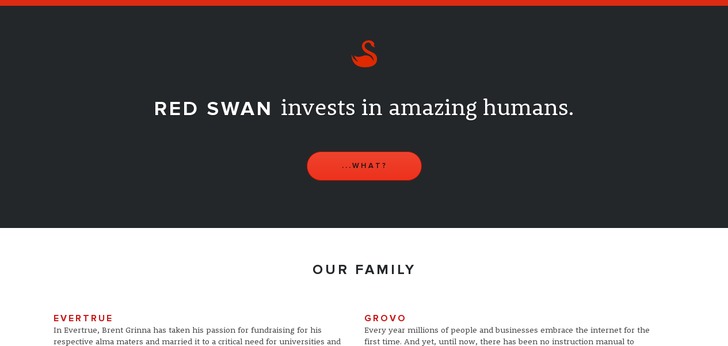 RED SWAN invests in amazing humans.
...WHAT?
OUR FAMILY
EVERTRUE
In Evertrue, Brent Grinna has taken his passion for fundraising for his
respective alma maters and married it to a critical need for universities and
GROVO
Every year millions of people and businesses embrace the internet for the
first time. And yet, until now, there has been no instruction manual to